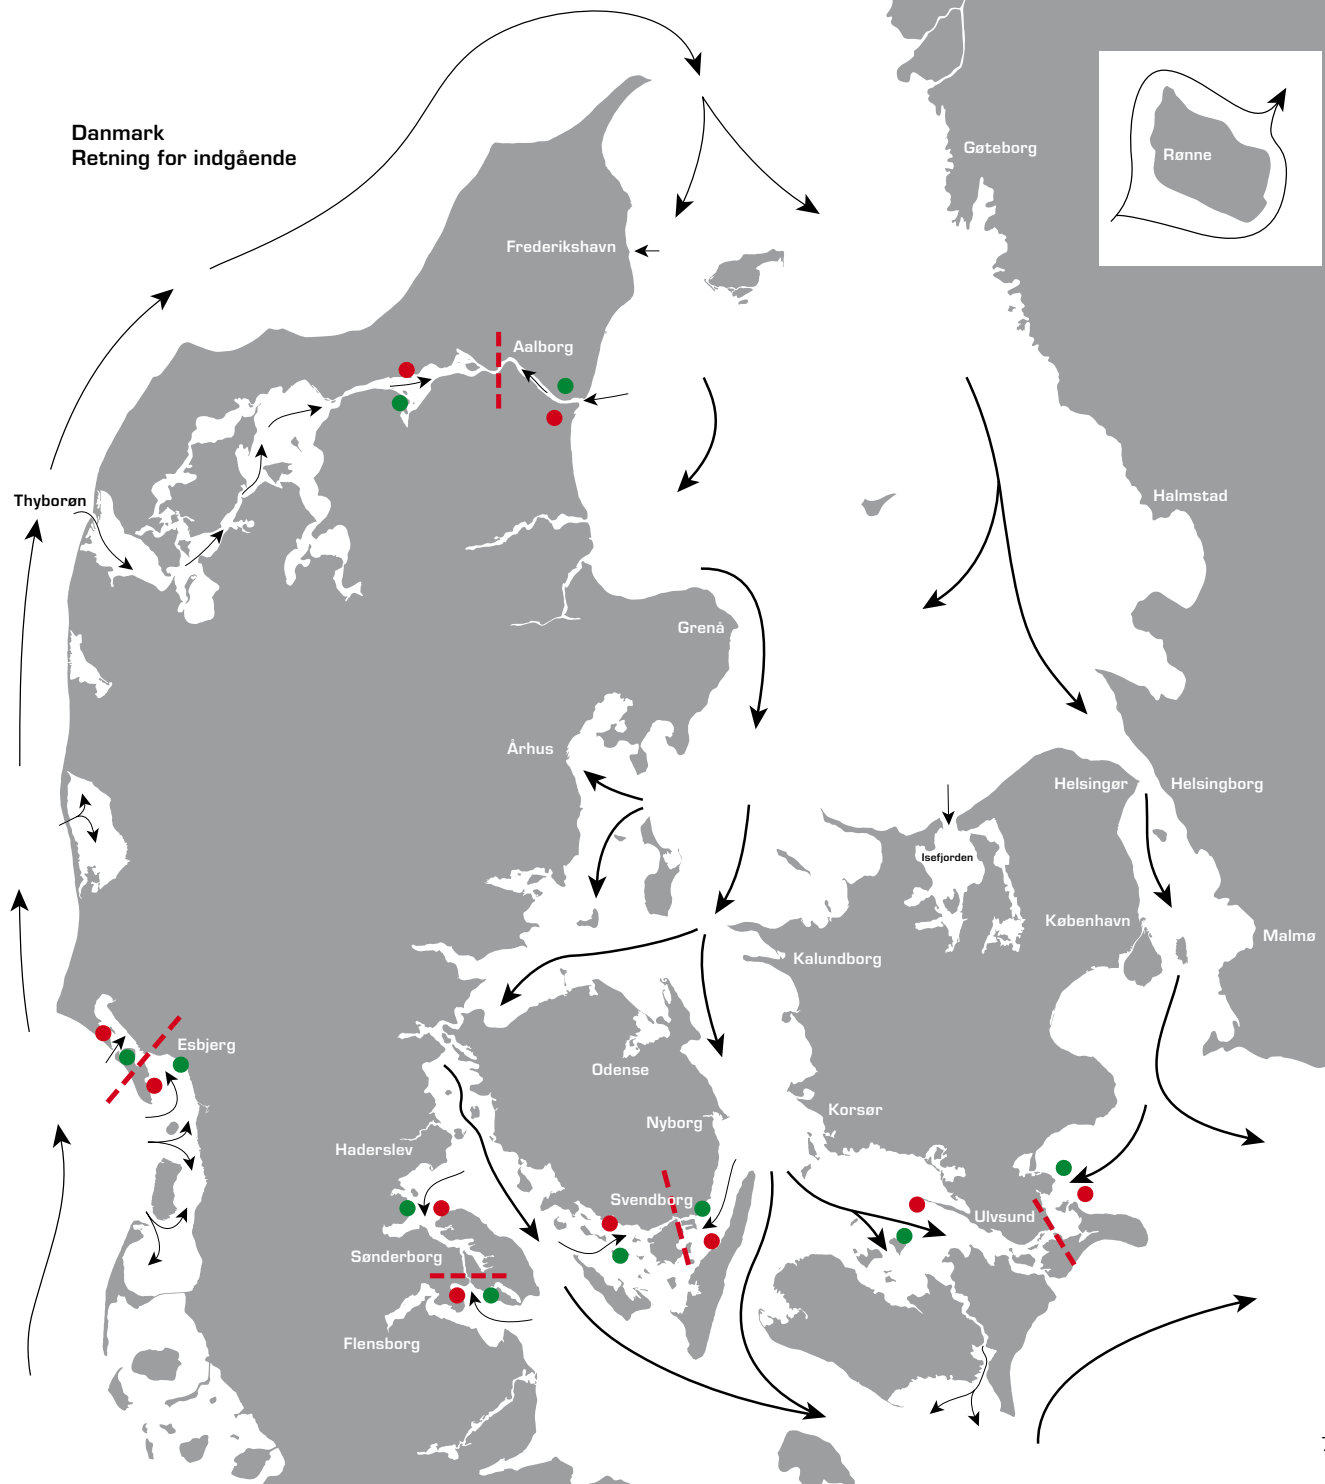 Danmark
Retning for indgående
Gøteborg
Rønne
Frederikshavn
Aalborg
Thyborøn
Halmstad
Grenå
Århus
Helsingør
Helsingborg
Isefjorden
København
Malmø
Kalundborg
Esbjerg
Odense
Korsør
Nyborg
Haderslev
Svendborg
Ulvsund
Sønderborg
Flensborg